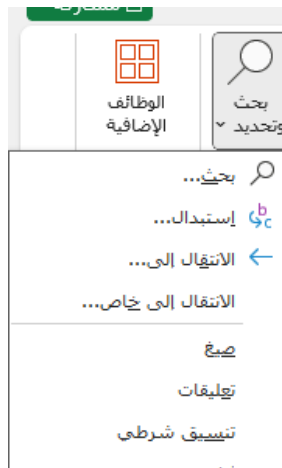 بحث
وتحديد
الوظائف
الإضافية
بحث...
إستبدال...
الانتقال إلى...
الانتقال إلى خاص...
صيغ
تعليقات
تنسيق شرطي